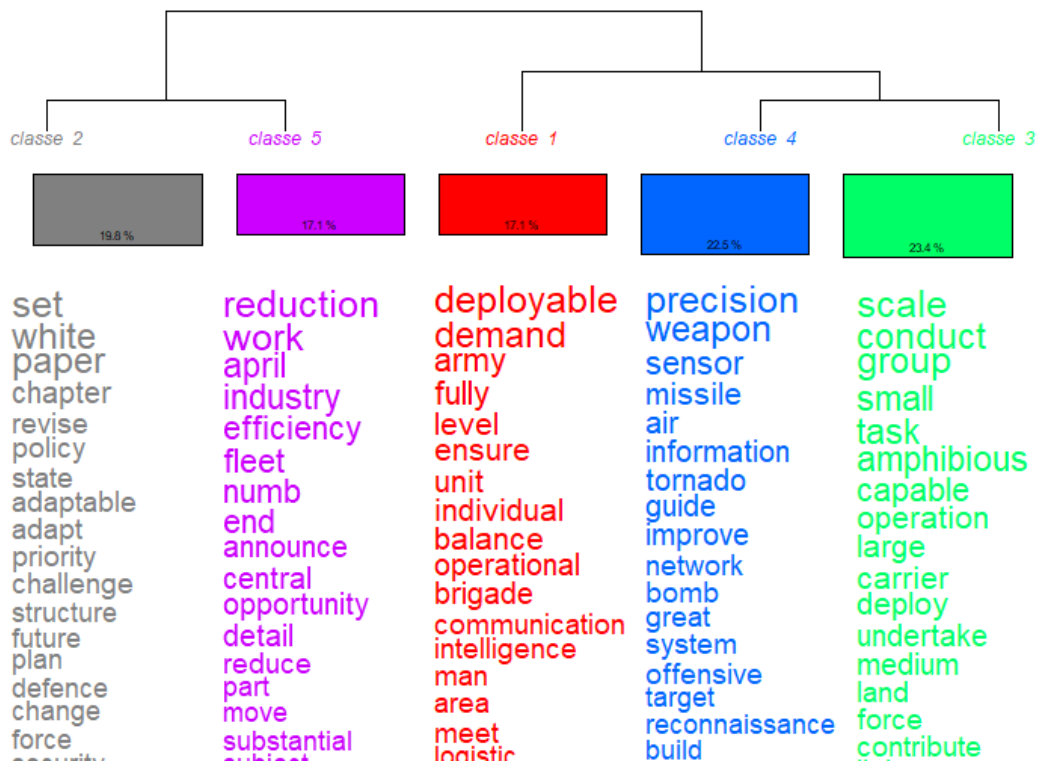 classe 2
classe 5
classe 1
classe 4
classe 3
19.8 %
17.1 %
17.1 %
22.5 %
23.4 %
set
white
paper
chapter
revise
policy
state
adaptable
adapt
priority
challenge
structure
future
plan
defence
change
force
security
reduction
work
april
industry
efficiency
fleet
numb
end
announce
central
opportunity
detail
reduce
part
move
substantial
subject
deployable
demand
army
fully
level
ensure
unit
individual
balance
operational
brigade
communication
intelligence
man
area
meet
logistic
precision
weapon
sensor
missile
air
information
tornado
guide
improve
network
bomb
great
system
offensive
target
reconnaissance
build
scale
conduct
group
small
task
amphibious
capable
operation
large
carrier
deploy
undertake
medium
land
force
contribute